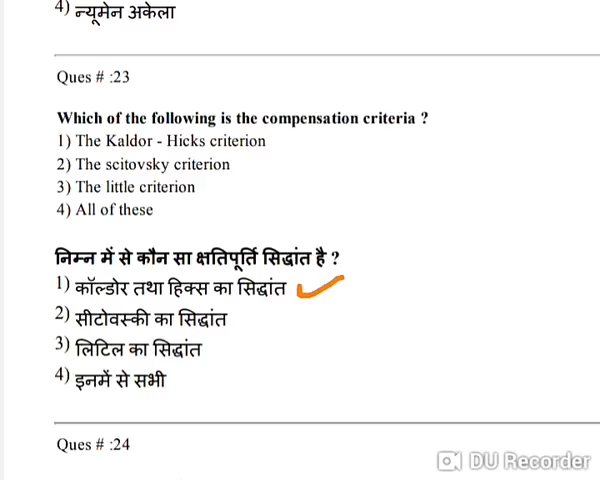 4) न्यूमेन अकेला
Ques # :23
Which of the following is the compensation criteria ?
1) The Kaldor - Hicks criterion
2) The scitovsky criterion
3) The little criterion
4) All of these
निम्न में से कौन सा क्षतिपूर्ति सिद्धांत है ?
1) कॉल्डोर तथा हिक्स का सिद्धांत
2) सीटोवस्की का सिद्धांत
3) लिटिल का सिद्धांत
4) इनमें से सभी
Ques # :24
DU Recorder